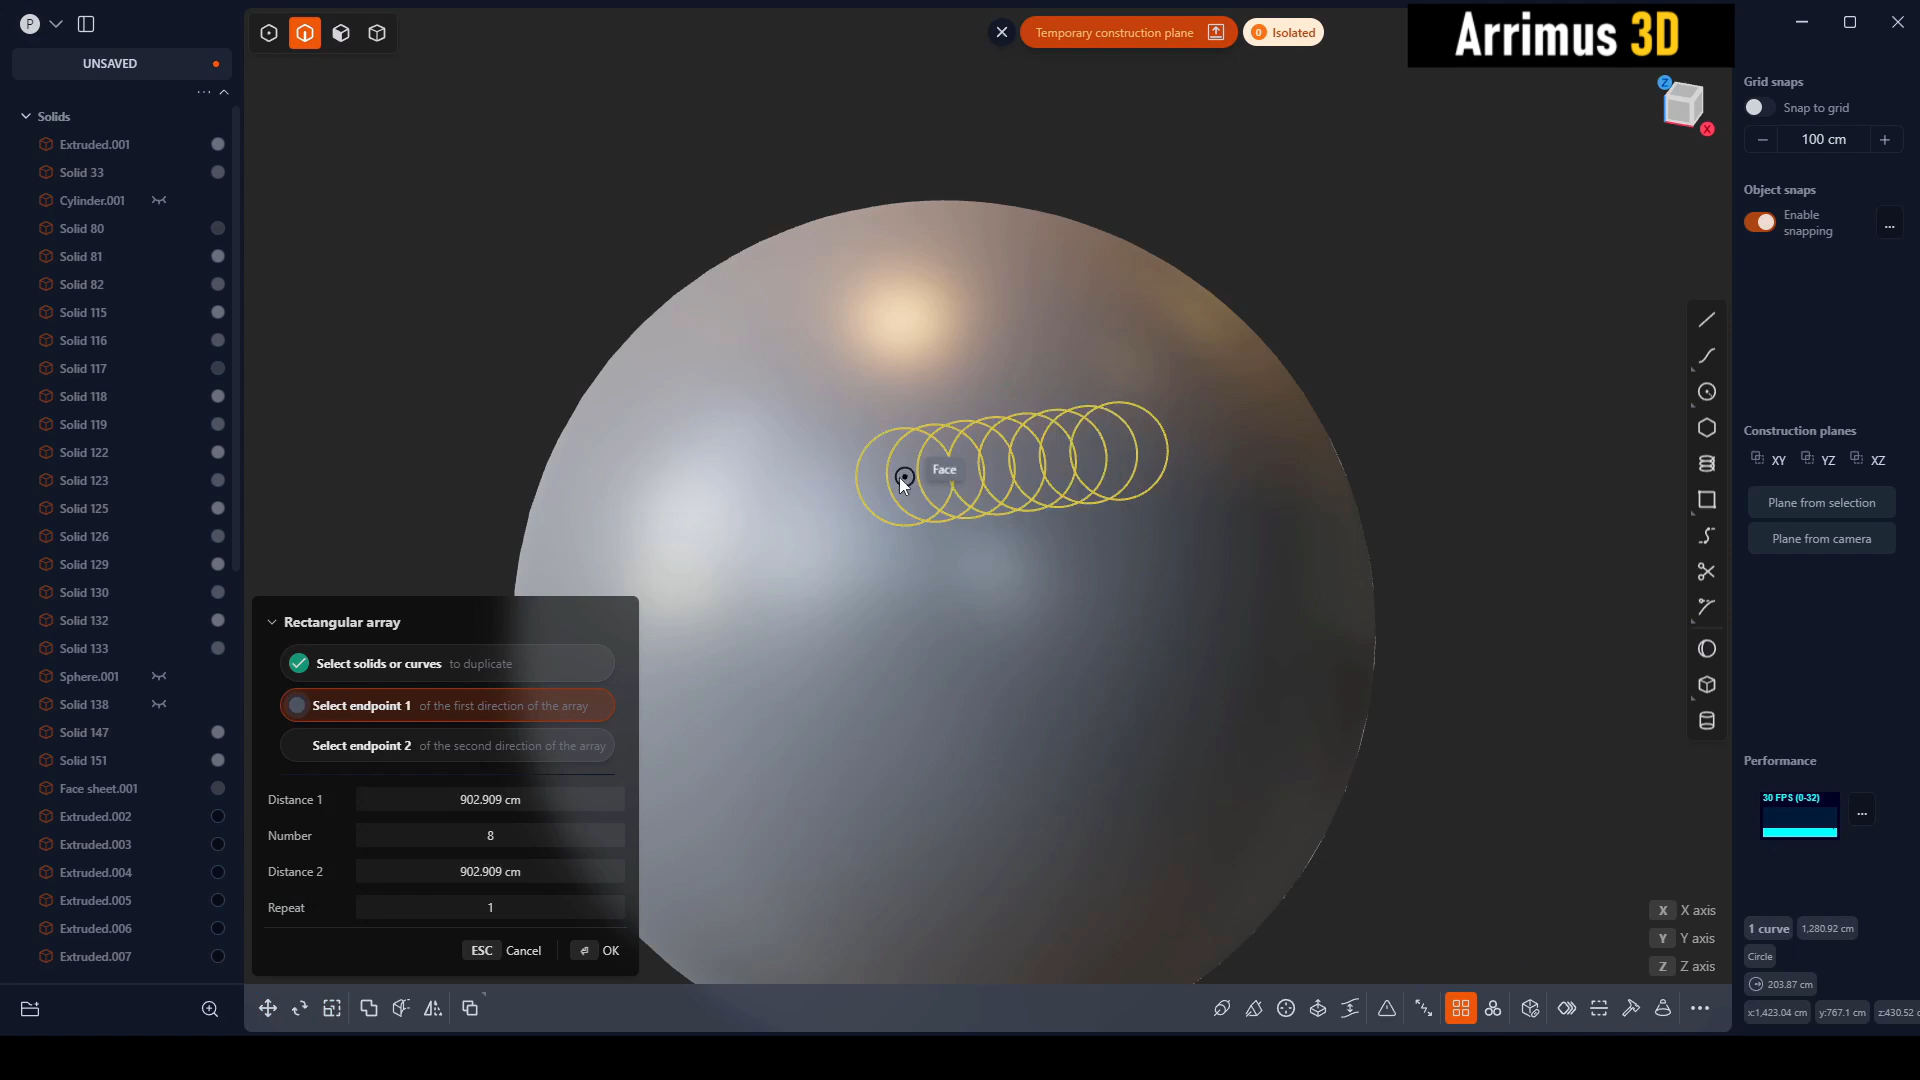 P
UNSAVED
Temporary construction plane
0 Isolated
Arrimus 3D
Solids
Extruded.001
Solid 33
Cylinder.001
Solid 80
Solid 81
Solid 82
Solid 115
Solid 116
Solid 117
Solid 118
Solid 119
Solid 122
Solid 123
Solid 125
Solid 126
Solid 129
Solid 130
Solid 132
Solid 133
Sphere.001
Solid 138
Solid 147
Solid 151
Face sheet.001
Extruded.002
Extruded.003
Extruded.004
Extruded.005
Extruded.006
Extruded.007
Face
Rectangular array
Select solids or curves to duplicate
Select endpoint 1 of the first direction of the array
Select endpoint 2 of the second direction of the array
Distance 1 902.909 cm
Number 8
Distance 2 902.909 cm
Repeat 1
ESC Cancel OK
Z
X
Grid snaps
Snap to grid
100 cm
Object snaps
Enable
snapping
Construction planes
XY YZ XZ
Plane from selection
Plane from camera
Performance
30 FPS (0-32)
X X axis
Y Y axis
Z Z axis
1 curve 1,280.92 cm
Circle
203.87 cm
x:1,423.04 cm y:767.1 cm z:430.52 c